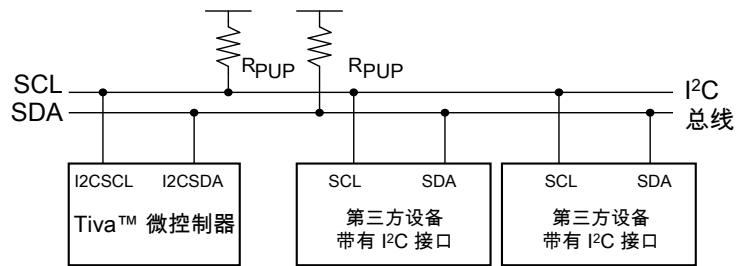 RPUP RPUP
SCL I²C
SDA 总线
I2CSCL I2CSDA SCL SDA SCL SDA
Tiva™ 微控制器 第三方设备 第三方设备
带有 I²C 接口 带有 I²C 接口